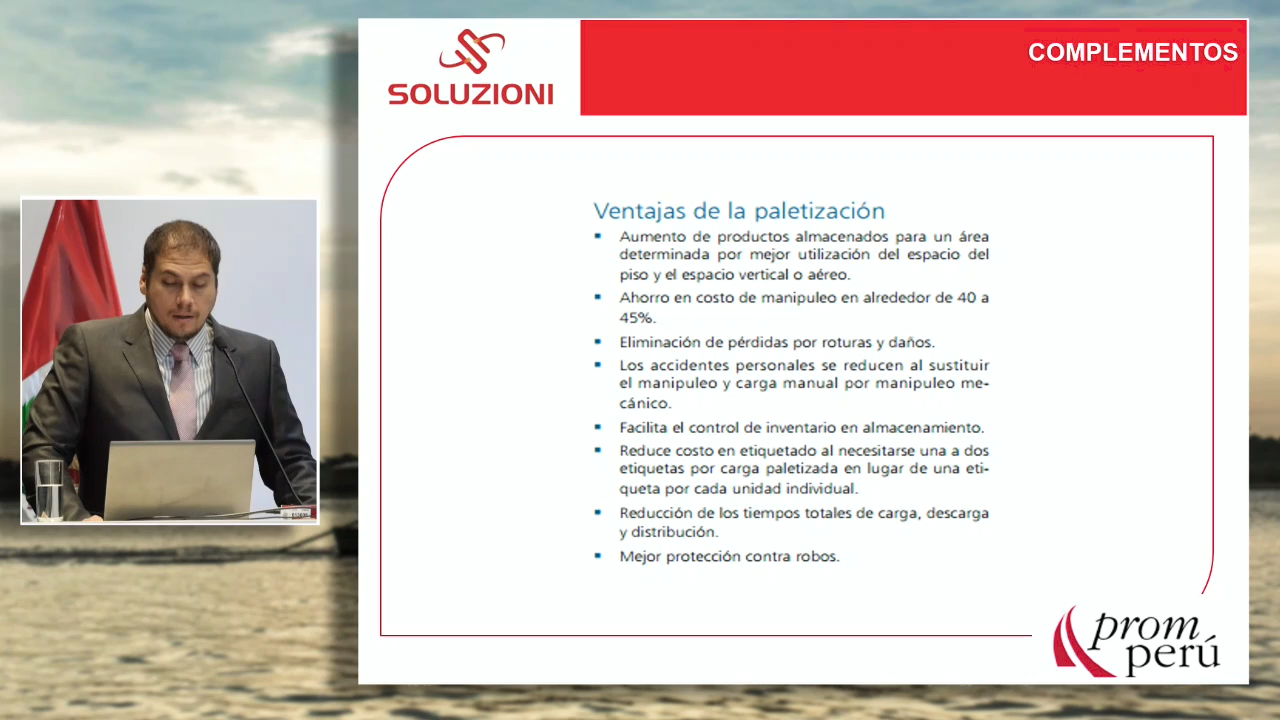 SOLUZIONI
COMPLEMENTOS
Ventajas de la paletización
Aumento de productos almacenados para un área
determinada por mejor utilización del espacio del
piso y el espacio vertical o aéreo.
Ahorro en costo de manipuleo en alrededor de 40 a
45%.
Eliminación de pérdidas por roturas y daños.
Los accidentes personales se reducen al sustituir
el manipuleo y carga manual por manipuleo me-
cánico.
Facilita el control de inventario en almacenamiento.
Reduce costo en etiquetado al necesitarse una a dos
etiquetas por carga paletizada en lugar de una eti-
queta por cada unidad individual.
Reducción de los tiempos totales de carga, descarga
y distribución.
Mejor protección contra robos.
prom
perú